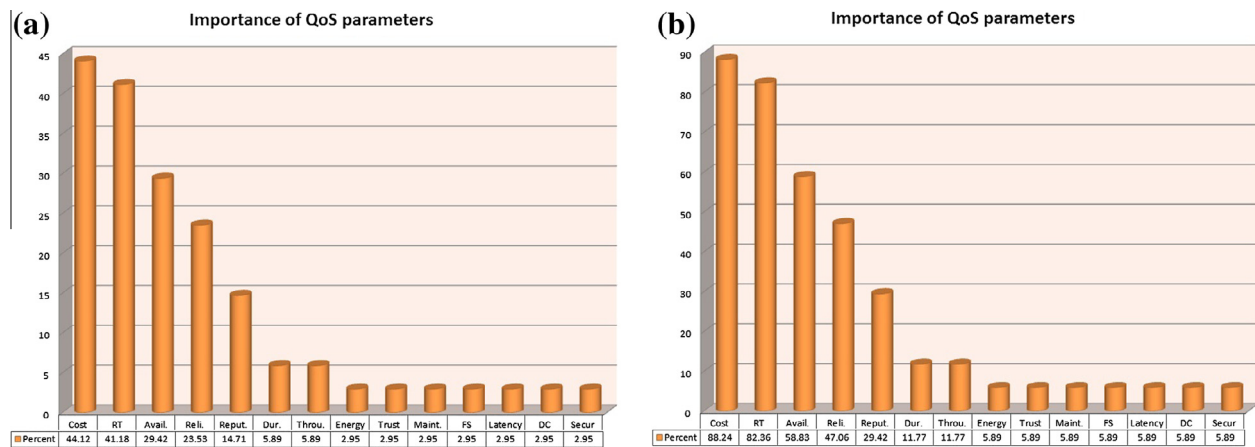 (a)
Importance of QoS parameters
45
40
35
30
25
20
15
10
5
0
Cost RT Avail. Reli. Reput. Dur. Throu. Energy Trust Maint. FS Latency DC Secur
Percent 44.12 41.18 29.42 23.53 14.71 5.89 5.89 2.95 2.95 2.95 2.95 2.95 2.95 2.95
(b)
Importance of QoS parameters
90
80
70
60
50
40
30
20
10
0
Cost RT Avail. Reli. Reput. Dur. Throu. Energy Trust Maint. FS Latency DC Secur
Percent 88.24 82.36 58.83 47.06 29.42 11.77 11.77 5.89 5.89 5.89 5.89 5.89 5.89 5.89